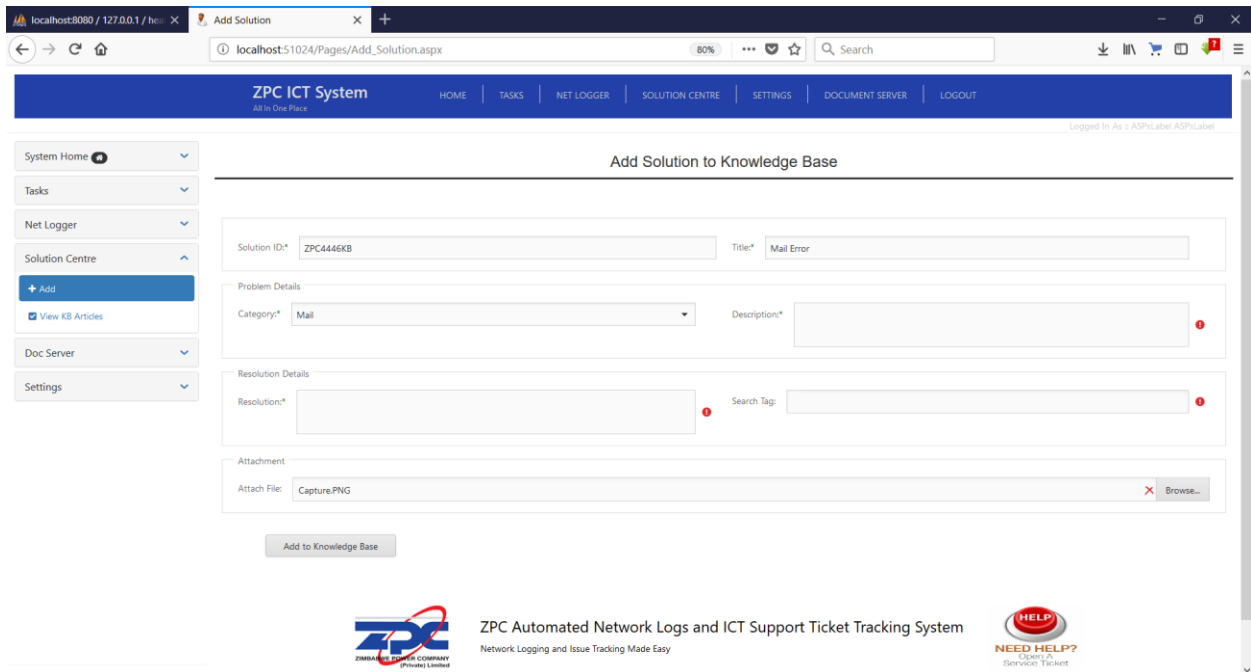 localhost:8080 / 127.0.0.1 / hea
Add Solution
localhost:51024/Pages/Add_Solution.aspx
80%
Search
ZPC ICT System
All In One Place
HOME
TASKS
NET LOGGER
SOLUTION CENTRE
SETTINGS
DOCUMENT SERVER
LOGOUT
Logged In As :: ASPxLabel ASPxLabel
System Home
Tasks
Net Logger
Solution Centre
Add
View KB Articles
Doc Server
Settings
Add Solution to Knowledge Base
Solution ID:* ZPC4446KB
Title:* Mail Error
Problem Details
Category:* Mail
Description:*
Resolution Details
Resolution:*
Search Tag:
Attachment
Attach File: Capture.PNG
Browse...
Add to Knowledge Base
ZPC
ZIMBABWE POWER COMPANY
(Private) Limited
ZPC Automated Network Logs and ICT Support Ticket Tracking System
Network Logging and Issue Tracking Made Easy
HELP
NEED HELP?
Open A
Service Ticket